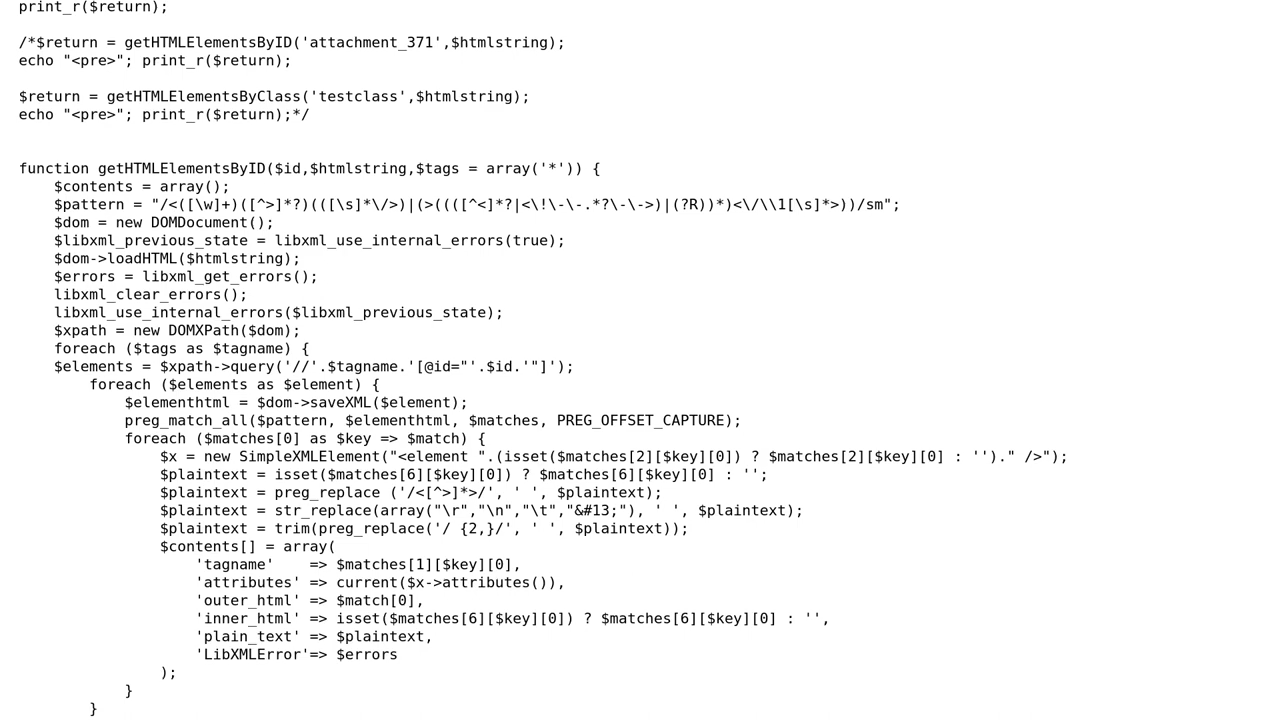 print_r($return);

/*$return = getHTMLElementsByID('attachment_371',$htmlstring);
echo "<pre>"; print_r($return);

$return = getHTMLElementsByClass('testclass',$htmlstring);
echo "<pre>"; print_r($return);*/


function getHTMLElementsByID($id,$htmlstring,$tags = array('*')) {
    $contents = array();
    $pattern = "/<([\w]+)([^>]*?)(([\s]*\/>)|(>((([^<]*?|<\!\-\-.*?\-\->)|(?R))*)<\/\\1[\s]*>))/sm";
    $dom = new DOMDocument();
    $libxml_previous_state = libxml_use_internal_errors(true);
    $dom->loadHTML($htmlstring);
    $errors = libxml_get_errors();
    libxml_clear_errors();
    libxml_use_internal_errors($libxml_previous_state);
    $xpath = new DOMXPath($dom);
    foreach ($tags as $tagname) {
    $elements = $xpath->query('//'.$tagname.'[@id="'.$id.'"]');
        foreach ($elements as $element) {
            $elementhtml = $dom->saveXML($element);
            preg_match_all($pattern, $elementhtml, $matches, PREG_OFFSET_CAPTURE);
            foreach ($matches[0] as $key => $match) {
                $x = new SimpleXMLElement("<element ".(isset($matches[2][$key][0]) ? $matches[2][$key][0] : '')." />");
                $plaintext = isset($matches[6][$key][0]) ? $matches[6][$key][0] : '';
                $plaintext = preg_replace ('/<[^>]*>/', ' ', $plaintext);
                $plaintext = str_replace(array("\r","\n","\t","&#13;"), ' ', $plaintext);
                $plaintext = trim(preg_replace('/ {2,}/', ' ', $plaintext));
                $contents[] = array(
                    'tagname'    => $matches[1][$key][0],
                    'attributes' => current($x->attributes()),
                    'outer_html' => $match[0],
                    'inner_html' => isset($matches[6][$key][0]) ? $matches[6][$key][0] : '',
                    'plain_text' => $plaintext,
                    'LibXMLError'=> $errors
                );
            }
        }